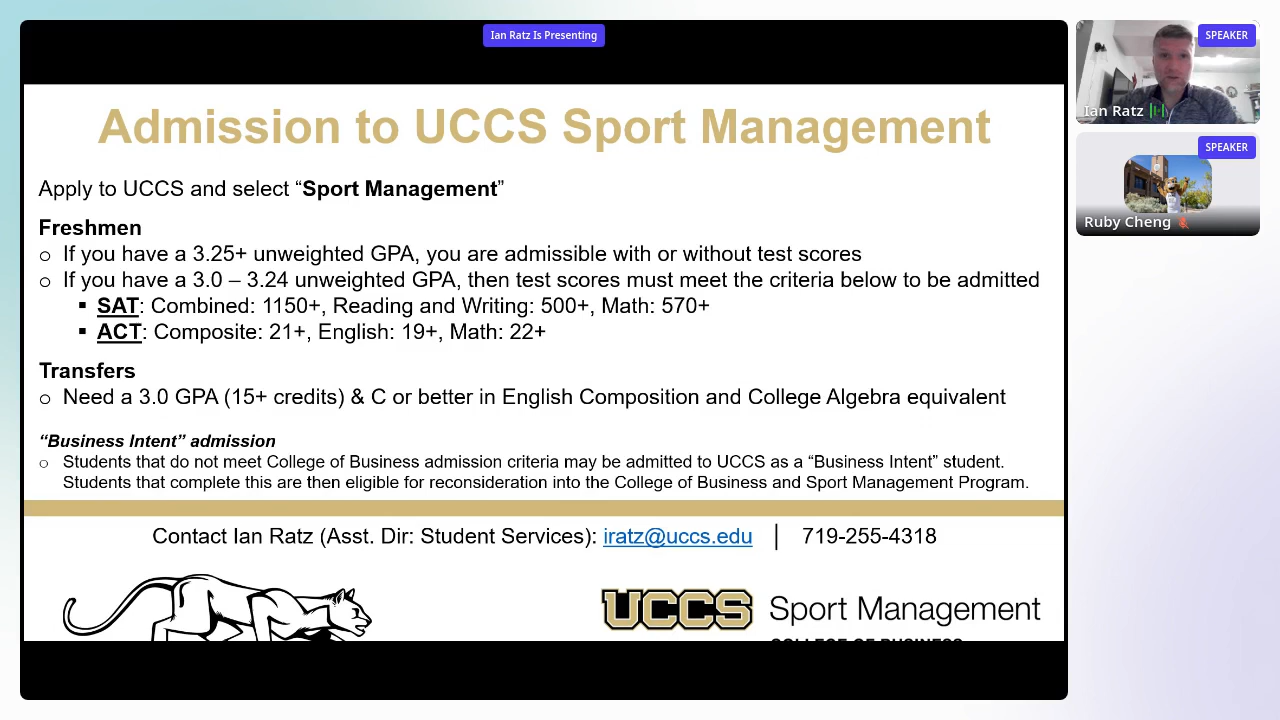 Ian Ratz Is Presenting
Admission to UCCS Sport Management
Apply to UCCS and select “Sport Management”
Freshmen
o If you have a 3.25+ unweighted GPA, you are admissible with or without test scores
o If you have a 3.0 – 3.24 unweighted GPA, then test scores must meet the criteria below to be admitted
▪ SAT: Combined: 1150+, Reading and Writing: 500+, Math: 570+
▪ ACT: Composite: 21+, English: 19+, Math: 22+
Transfers
o Need a 3.0 GPA (15+ credits) & C or better in English Composition and College Algebra equivalent
“Business Intent” admission
o Students that do not meet College of Business admission criteria may be admitted to UCCS as a “Business Intent” student.
Students that complete this are then eligible for reconsideration into the College of Business and Sport Management Program.
Contact Ian Ratz (Asst. Dir: Student Services): iratz@uccs.edu | 719-255-4318
UCCS Sport Management
COLLEGE OF BUSINESS
SPEAKER
Ian Ratz
SPEAKER
Ruby Cheng